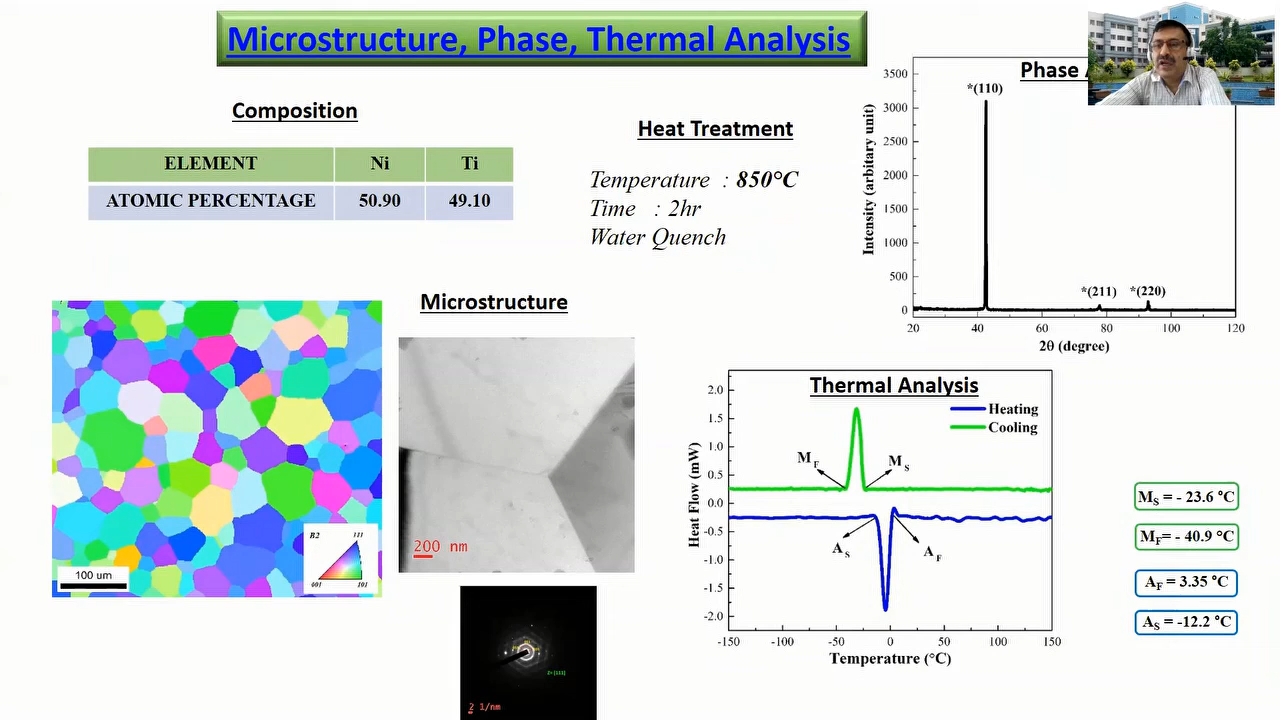 Microstructure, Phase, Thermal Analysis
Composition
ELEMENT Ni Ti
ATOMIC PERCENTAGE 50.90 49.10
Heat Treatment
Temperature : 850°C
Time : 2hr
Water Quench
Phase
3500
3000
2500
2000
1500
1000
500
0
Intensity (arbitary unit)
*(110)
*(211) *(220)
20 40 60 80 100 120
2θ (degree)
Microstructure
B2
111
001 101
100 um
200 nm
Z= [111]
2 1/nm
Thermal Analysis
Heating
Cooling
2.0
1.5
1.0
0.5
0.0
-0.5
-1.0
-1.5
-2.0
Heat Flow (mW)
MF MS
AS AF
-150 -100 -50 0 50 100 150
Temperature (°C)
MS = - 23.6 °C
MF= - 40.9 °C
AF = 3.35 °C
AS = -12.2 °C